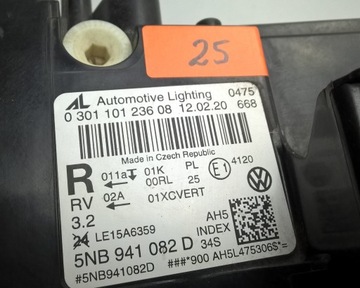 25
AL Automotive Lighting 0475
0 301 101 236 08 12.02.20 668
Made in Czech Republic
R 011a 01K PL E1 4120
00RL 25
RV 02A 01XCVERT
3.2 AH5
24 LE15A6359 INDEX
5NB 941 082 D 34S
#5NB941082D ###*900 AH5L475306S*=